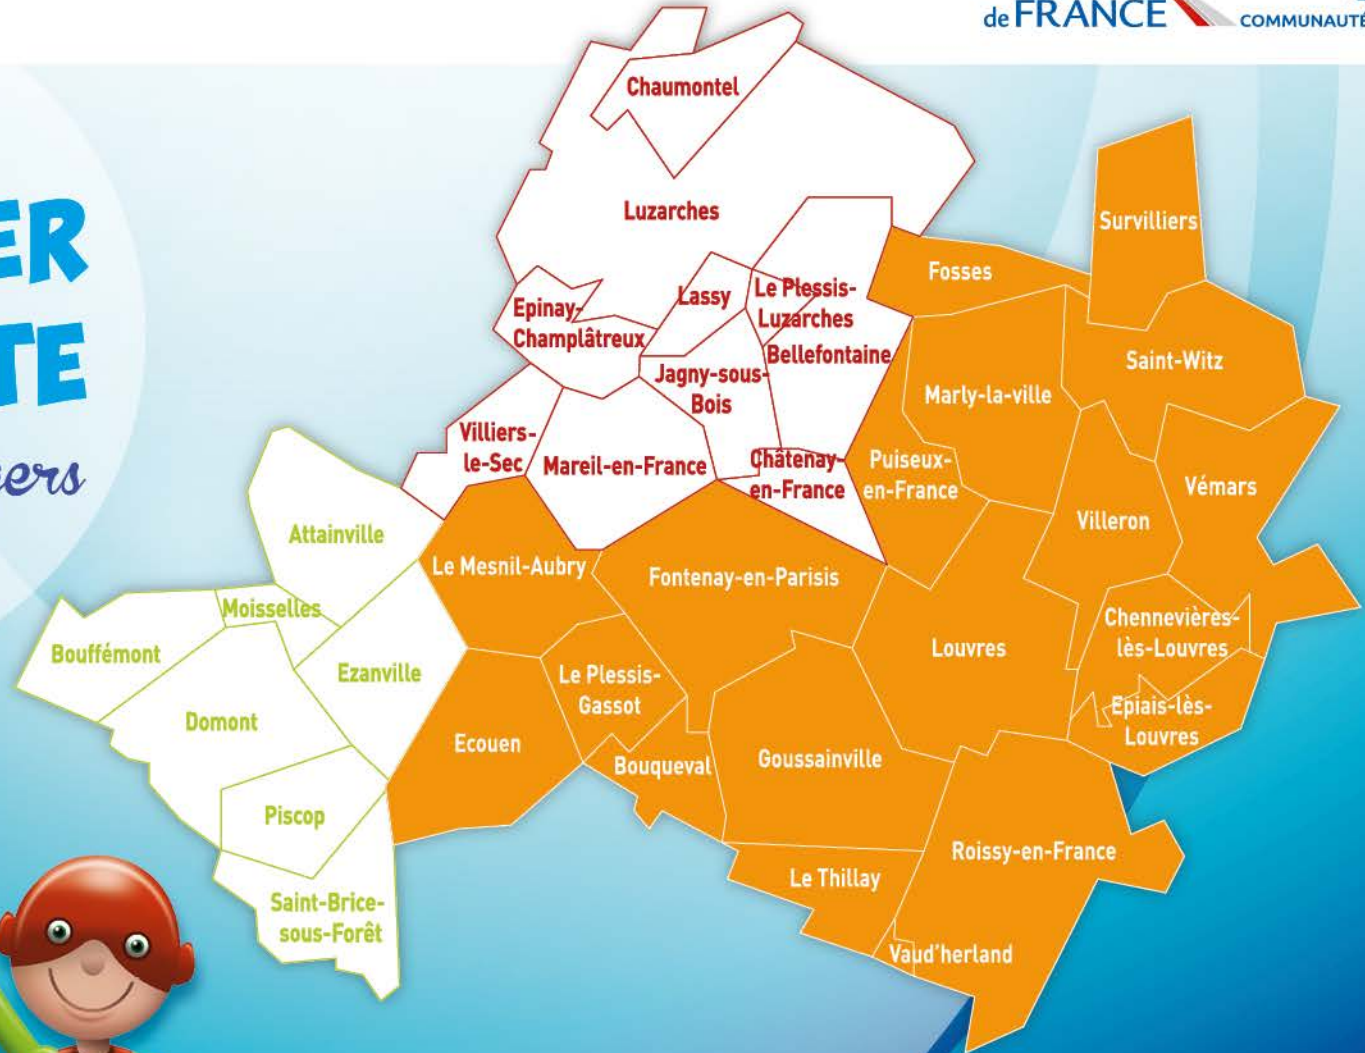 de FRANCE
COMMUNAUTÉ
Chaumontel
Luzarches
Survilliers
Fosses
Lassy
Le Plessis-
Luzarches
Epinay-
Champlâtreux
Bellefontaine
Saint-Witz
Jagny-sous-
Bois
Marly-la-ville
Villiers-
le-Sec
Mareil-en-France
Châtenay-
en-France
Puiseux-
en-France
Vémars
Villeron
Attainville
Le Mesnil-Aubry
Fontenay-en-Parisis
Moisselles
Chennevières-
lès-Louvres
Bouffémont
Louvres
Ezanville
Le Plessis-
Gassot
Domont
Epiais-lès-
Louvres
Ecouen
Bouqueval
Goussainville
Piscop
Roissy-en-France
Le Thillay
Saint-Brice-
sous-Forêt
Vaud'herland